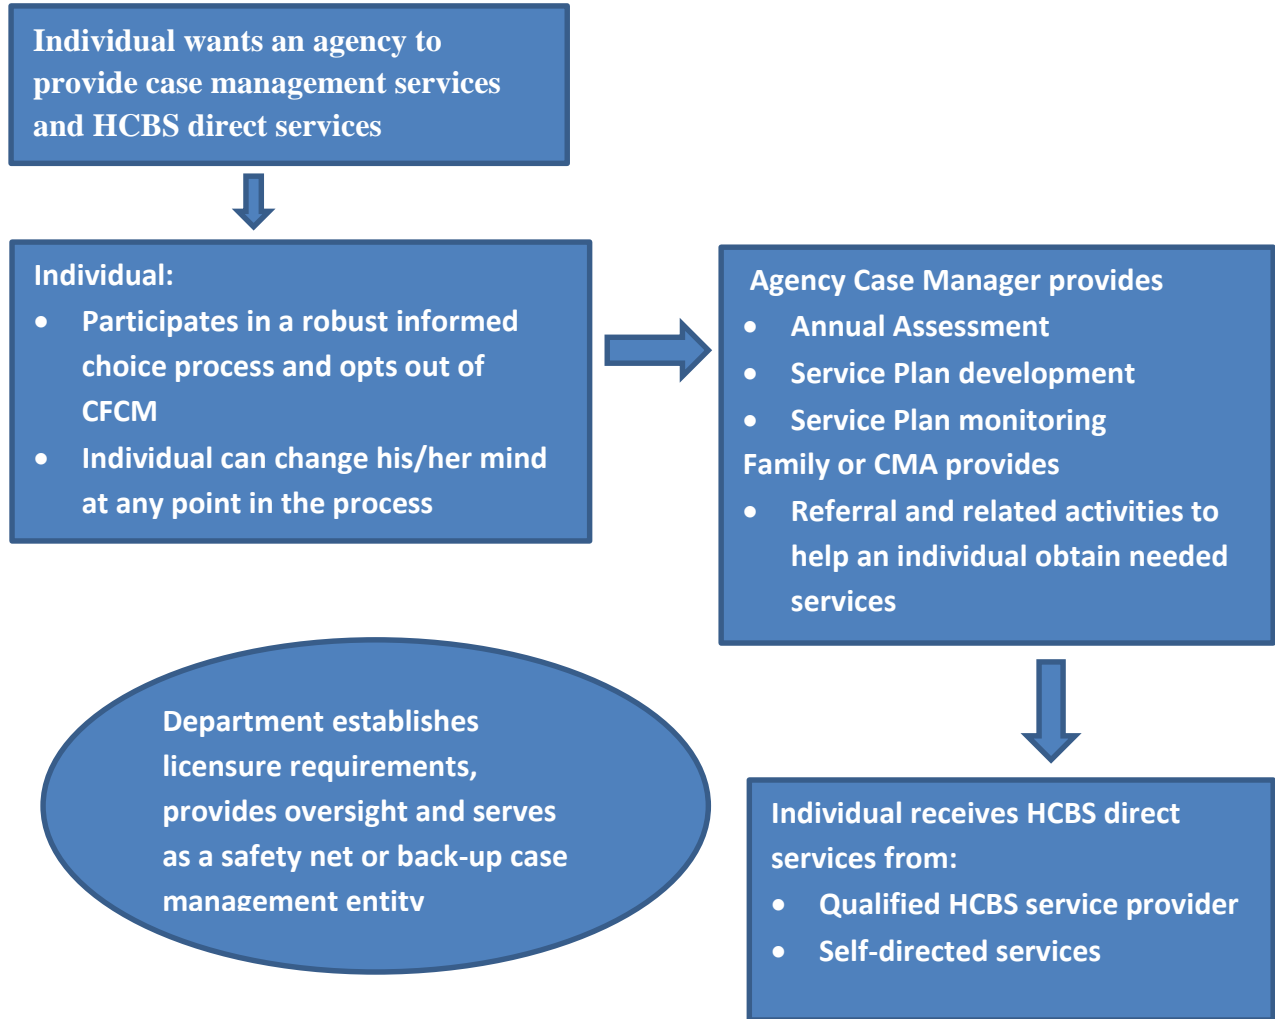 Individual wants an agency to
provide case management services
and HCBS direct services
Individual:
• Participates in a robust informed
choice process and opts out of
CFCM
• Individual can change his/her mind
at any point in the process
Agency Case Manager provides
• Annual Assessment
• Service Plan development
• Service Plan monitoring
Family or CMA provides
• Referral and related activities to
help an individual obtain needed
services
Department establishes
licensure requirements,
provides oversight and serves
as a safety net or back-up case
management entity
Individual receives HCBS direct
services from:
• Qualified HCBS service provider
• Self-directed services